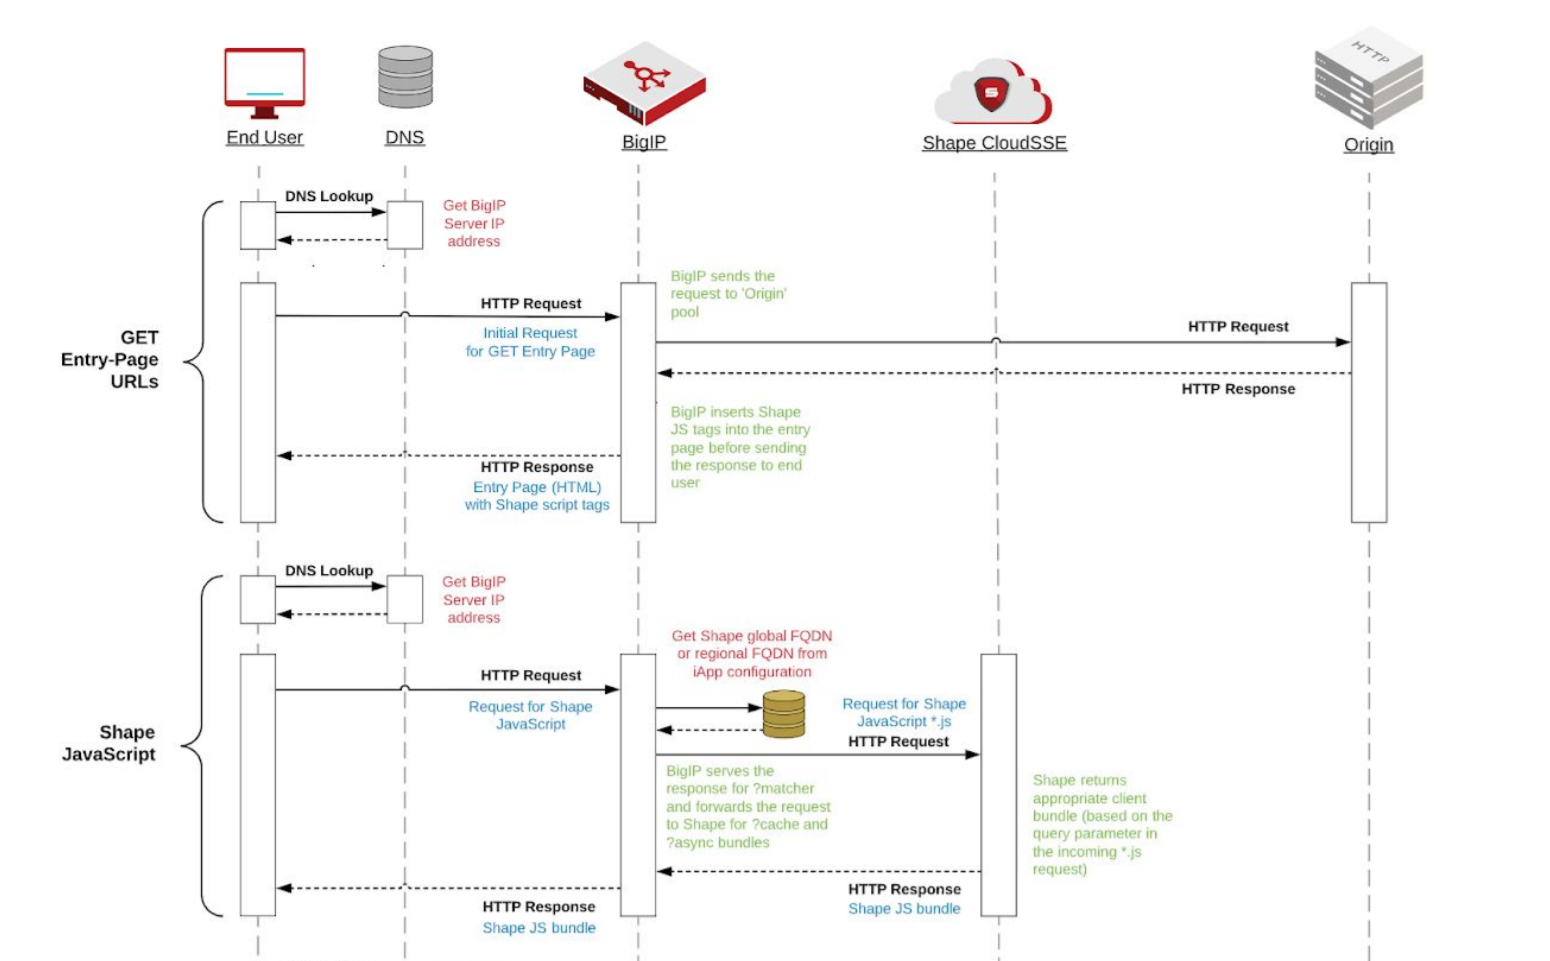 HTTP
End User
DNS
BigIP
Shape CloudSSE
Origin
DNS Lookup
Get BigIP
Server IP
address
BigIP sends the
request to 'Origin'
pool
HTTP Request
Initial Request
for GET Entry Page
HTTP Request
GET
Entry-Page
URLs
HTTP Response
BigIP inserts Shape
JS tags into the entry
page before sending
the response to end
user
HTTP Response
Entry Page (HTML)
with Shape script tags
DNS Lookup
Get BigIP
Server IP
address
Get Shape global FQDN
or regional FQDN from
iApp configuration
HTTP Request
Request for Shape
JavaScript
Request for Shape
JavaScript *.js
HTTP Request
Shape
JavaScript
BigIP serves the
response for ?matcher
and forwards the request
to Shape for ?cache and
?async bundles
Shape returns
appropriate client
bundle (based on the
query parameter in
the incoming *.js
request)
HTTP Response
Shape JS bundle
HTTP Response
Shape JS bundle